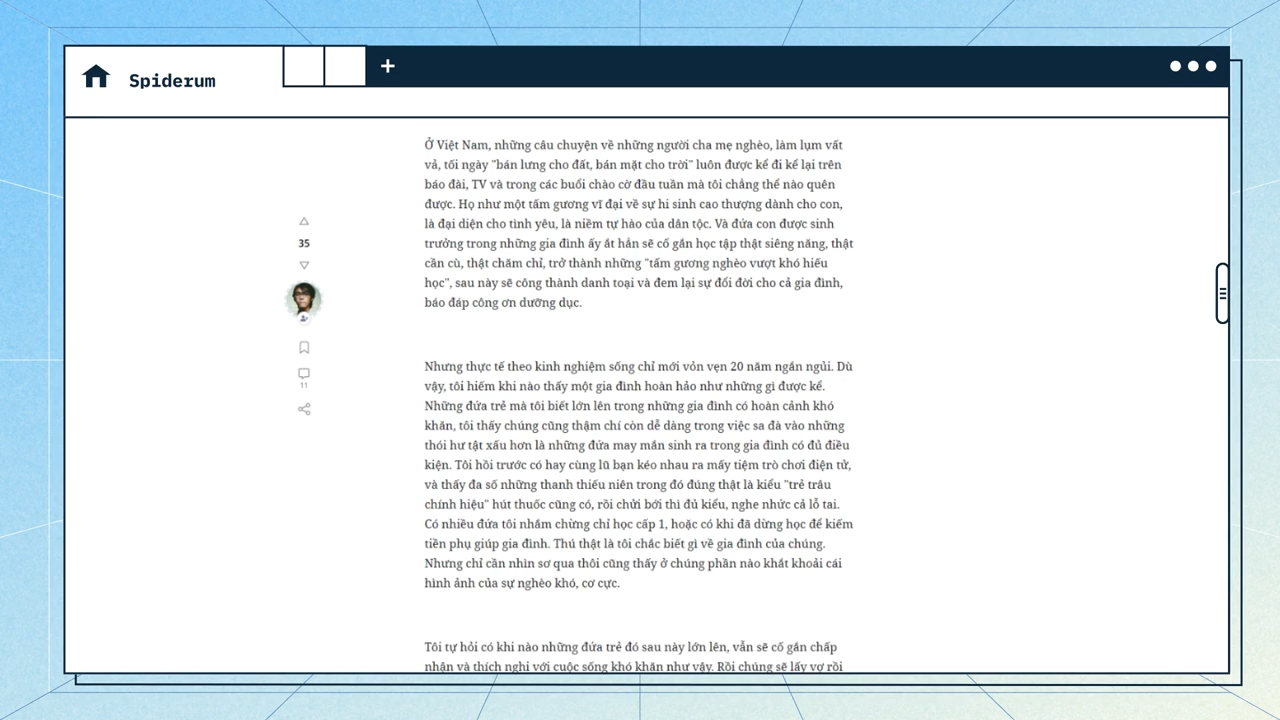 Spiderum
Ở Việt Nam, những câu chuyện về những người cha mẹ nghèo, làm lụm vất
vả, tối ngày "bán lưng cho đất, bán mặt cho trời" luôn được kể đi kể lại trên
báo đài, TV và trong các buổi chào cờ đầu tuần mà tôi chẳng thể nào quên
được. Họ như một tấm gương vĩ đại về sự hi sinh cao thượng dành cho con,
là đại diện cho tình yêu, là niềm tự hào của dân tộc. Và đứa con được sinh
trưởng trong những gia đình ấy ắt hẳn sẽ cố gắn học tập thật siêng năng, thật
35
cần cù, thật chăm chỉ, trở thành những "tấm gương nghèo vượt khó hiếu
học", sau này sẽ công thành danh toại và đem lại sự đổi đời cho cả gia đình,
báo đáp công ơn dưỡng dục.
Nhưng thực tế theo kinh nghiệm sống chỉ mới vỏn vẹn 20 năm ngắn ngủi. Dù
vậy, tôi hiếm khi nào thấy một gia đình hoàn hảo như những gì được kể.
11
Những đứa trẻ mà tôi biết lớn lên trong những gia đình có hoàn cảnh khó
khăn, tôi thấy chúng cũng thậm chí còn dễ dàng trong việc sa đà vào những
thói hư tật xấu hơn là những đứa may mắn sinh ra trong gia đình có đủ điều
kiện. Tôi hồi trước có hay cùng lũ bạn kéo nhau ra mấy tiệm trò chơi điện tử,
và thấy đa số những thanh thiếu niên trong đó đúng thật là kiểu "trẻ trâu
chính hiệu" hút thuốc cũng có, rồi chửi bới thì đủ kiểu, nghe nhức cả lỗ tai.
Có nhiều đứa tôi nhắm chừng chỉ học cấp 1, hoặc có khi đã dừng học để kiếm
tiền phụ giúp gia đình. Thú thật là tôi chắc biết gì về gia đình của chúng.
Nhưng chỉ cần nhìn sơ qua thôi cũng thấy ở chúng phần nào khắt khoải cái
hình ảnh của sự nghèo khó, cơ cực.
Tôi tự hỏi có khi nào những đứa trẻ đó sau này lớn lên, vẫn sẽ cố gắn chấp
nhận và thích nghi với cuộc sống khó khăn như vậy. Rồi chúng sẽ lấy vợ rồi